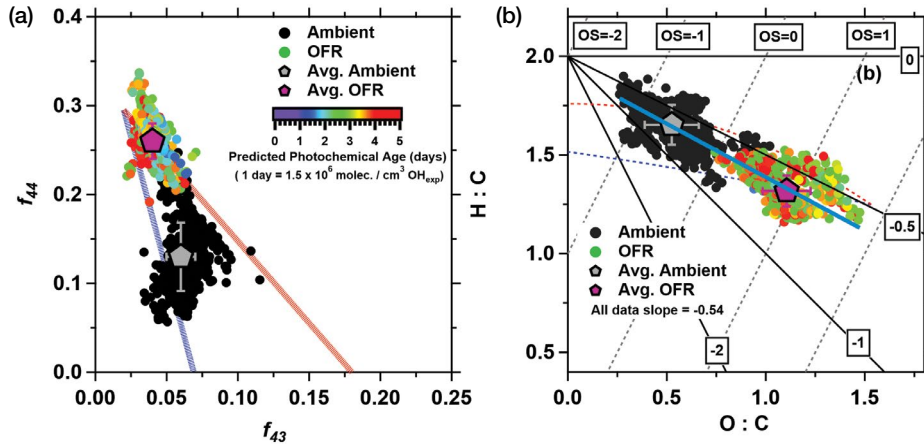 (a)
Ambient
OFR
Avg. Ambient
Avg. OFR
0 1 2 3 4 5
Predicted Photochemical Age (days)
( 1 day = 1.5 x 10⁶ molec. / cm³ OHexp)
f44
0.4
0.3
0.2
0.1
0.0
0.00 0.05 0.10 0.15 0.20 0.25
f43
(b)
OS=-2 OS=-1 OS=0 OS=1
0
(b)
H : C
2.0
1.5
1.0
0.5
Ambient
OFR
Avg. Ambient
Avg. OFR
All data slope = -0.54
-0.5
-1
-2
0.0 0.5 1.0 1.5
O : C